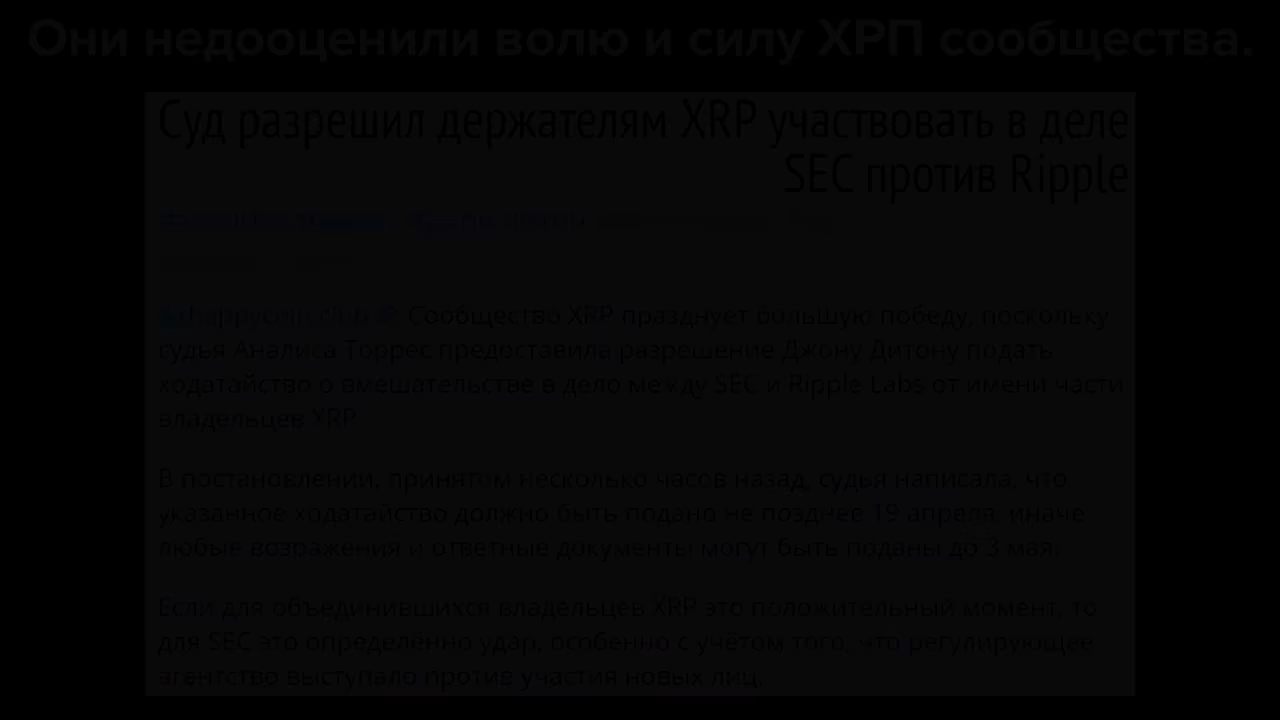 Они недооценили волю и силу ХРП сообщества.
Суд разрешил держателям XRP участвовать в деле
SEC против Ripple
Сообщество XRP празднует большую победу, поскольку
судья Аналиса Торрес предоставила разрешение Джону Дитону подать
ходатайство о вмешательстве в дело между SEC и Ripple Labs от имени части
владельцев XRP
В постановлении, принятом несколько часов назад, судья написала, что
указанное ходатайство должно быть подано не позднее 19 апреля, иначе
любые возражения и ответные документы могут быть поданы до 3 мая.
Если для объединившихся владельцев XRP это положительный момент, то
для SEC это определённо удар, особенно с учётом того, что регулирующее
агентство выступало против участия новых лиц.